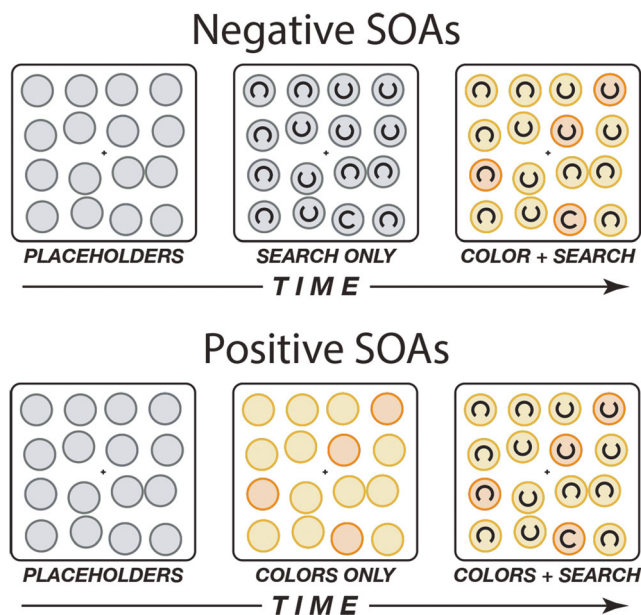 Negative SOAs
PLACEHOLDERS SEARCH ONLY COLOR + SEARCH
TIME
Positive SOAs
PLACEHOLDERS COLORS ONLY COLORS + SEARCH
TIME